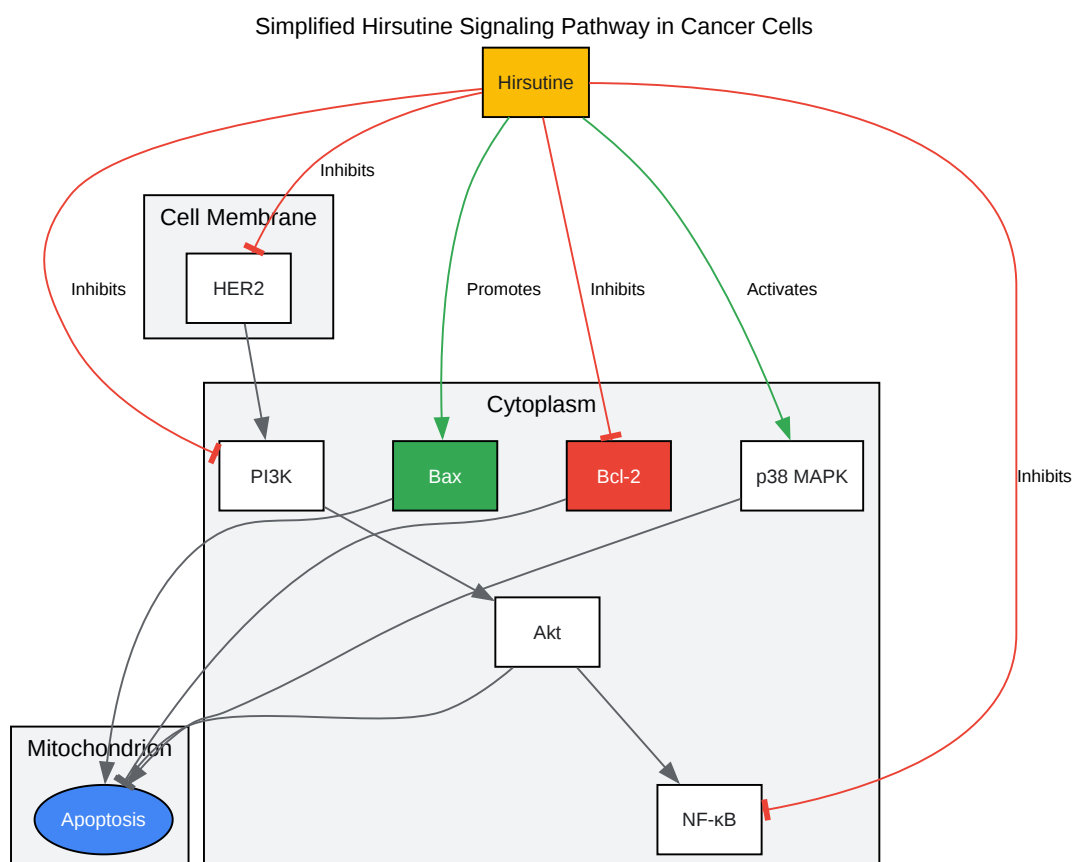 Simplified Hirsutine Signaling Pathway in Cancer Cells
Hirsutine
Inhibits
Cell Membrane
HER2
Inhibits
Promotes
Inhibits
Activates
Cytoplasm
PI3K
Bax
Bcl-2
p38 MAPK
Inhibits
Akt
Mitochondrion
Apoptosis
NF-κB